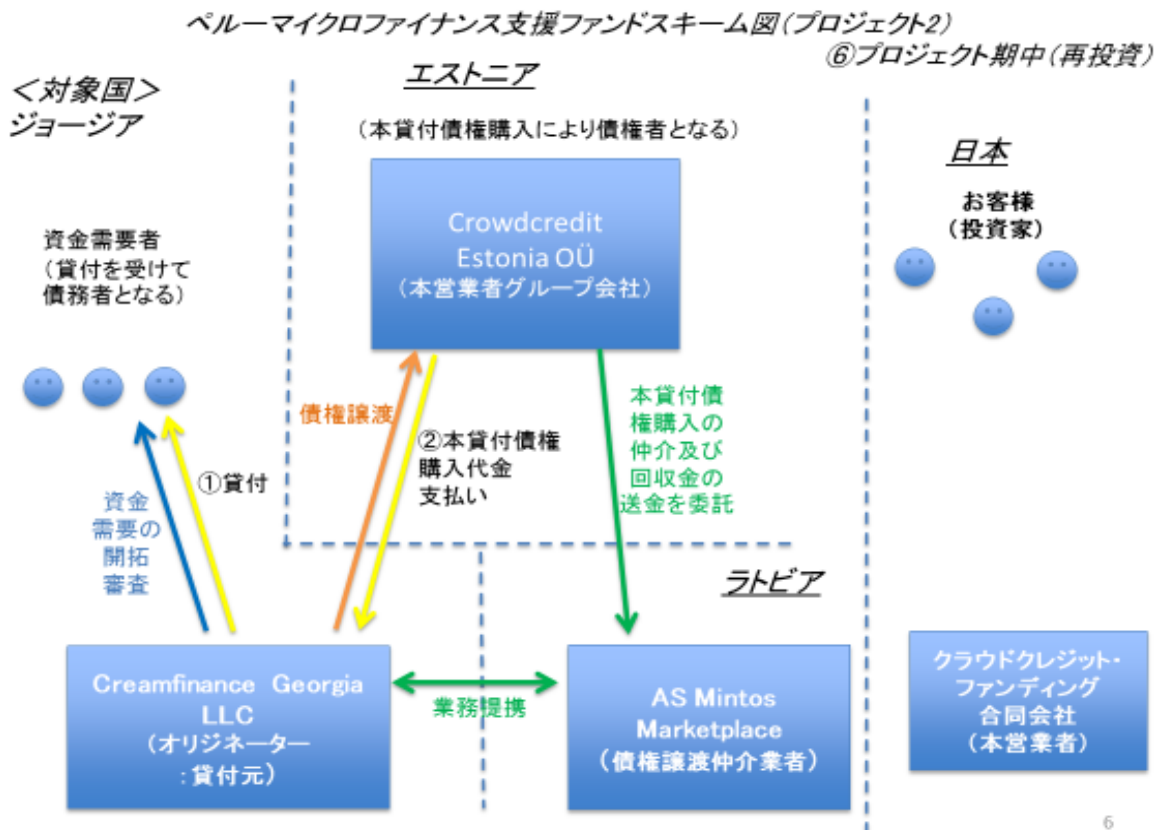 ペルーマイクロファイナンス支援ファンドスキーム図(プロジェクト2)
⑥プロジェクト期中(再投資)
<対象国>
ジョージア
エストニア
(本貸付債権購入により債権者となる)
日本
お客様
(投資家)
資金需要者
(貸付を受けて
債務者となる)
Crowdcredit
Estonia OÜ
(本営業者グループ会社)
債権譲渡
②本貸付債権
購入代金
支払い
本貸付債
権購入の
仲介及び
回収金の
送金を委託
①貸付
資金
需要の
開拓
審査
ラトビア
Creamfinance Georgia
LLC
(オリジネーター
:貸付元)
業務提携
AS Mintos
Marketplace
(債権譲渡仲介業者)
クラウドクレジット・
ファンディング
合同会社
(本営業者)
6